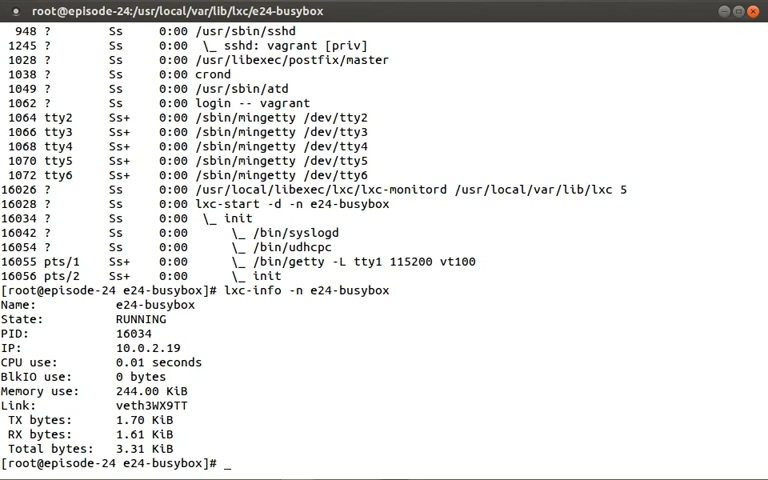 root@episode-24:/usr/local/var/lib/lxc/e24-busybox
948 ? Ss 0:00 /usr/sbin/sshd
1245 ? Ss 0:00 \_ sshd: vagrant [priv]
1028 ? Ss 0:00 /usr/libexec/postfix/master
1038 ? Ss 0:00 crond
1049 ? Ss 0:00 /usr/sbin/atd
1062 ? Ss 0:00 login -- vagrant
1064 tty2 Ss+ 0:00 /sbin/mingetty /dev/tty2
1066 tty3 Ss+ 0:00 /sbin/mingetty /dev/tty3
1068 tty4 Ss+ 0:00 /sbin/mingetty /dev/tty4
1070 tty5 Ss+ 0:00 /sbin/mingetty /dev/tty5
1072 tty6 Ss+ 0:00 /sbin/mingetty /dev/tty6
16026 ? Ss 0:00 /usr/local/libexec/lxc/lxc-monitord /usr/local/var/lib/lxc 5
16028 ? Ss 0:00 lxc-start -d -n e24-busybox
16034 ? Ss 0:00 \_ init
16042 ? Ss 0:00 \_ /bin/syslogd
16054 ? Ss 0:00 \_ /bin/udhcpc
16055 pts/1 Ss+ 0:00 \_ /bin/getty -L tty1 115200 vt100
16056 pts/2 Ss+ 0:00 \_ init
[root@episode-24 e24-busybox]# lxc-info -n e24-busybox
Name: e24-busybox
State: RUNNING
PID: 16034
IP: 10.0.2.19
CPU use: 0.01 seconds
BlkIO use: 0 bytes
Memory use: 244.00 KiB
Link: veth3WX9TT
TX bytes: 1.70 KiB
RX bytes: 1.61 KiB
Total bytes: 3.31 KiB
[root@episode-24 e24-busybox]# _